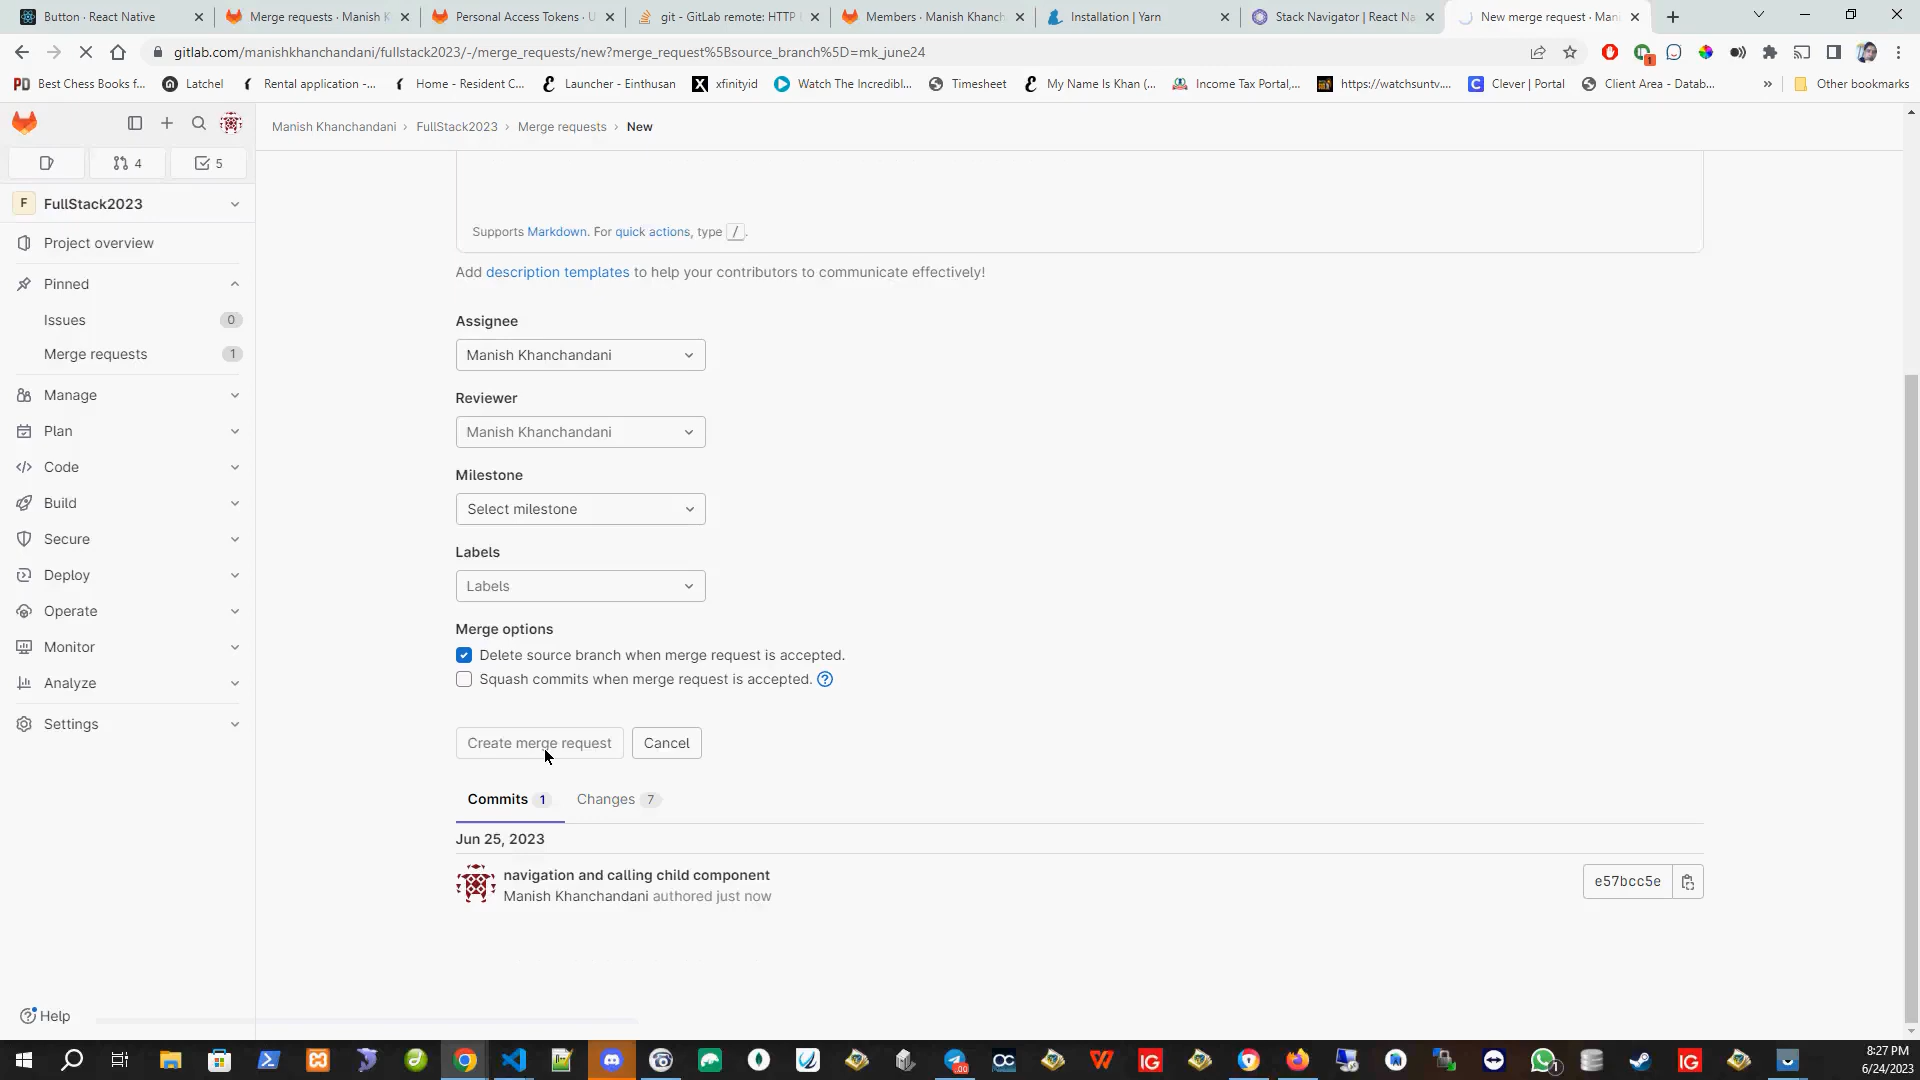 Button · React Native
Merge requests · Manish K
Personal Access Tokens · U
git - GitLab remote: HTTP
Members · Manish Khanch
Installation | Yarn
Stack Navigator | React Na
New merge request · Mani
gitlab.com/manishkhanchandani/fullstack2023/-/merge_requests/new?merge_request%5Bsource_branch%5D=mk_june24
Best Chess Books f...
Latchel
Rental application -...
Home - Resident C...
Launcher - Einthusan
xfinityid
Watch The Incredibl...
Timesheet
My Name Is Khan (...
Income Tax Portal,...
https://watchsuntv....
Clever | Portal
Client Area - Datab...
»
Other bookmarks
Manish Khanchandani › FullStack2023 › Merge requests › New
4
5
F FullStack2023
Project overview
Pinned
Issues 0
Merge requests 1
Manage
Plan
Code
Build
Secure
Deploy
Operate
Monitor
Analyze
Settings
Help
Supports Markdown. For quick actions, type /.
Add description templates to help your contributors to communicate effectively!
Assignee
Manish Khanchandani
Reviewer
Manish Khanchandani
Milestone
Select milestone
Labels
Labels
Merge options
Delete source branch when merge request is accepted.
Squash commits when merge request is accepted.
Create merge request
Cancel
Commits 1
Changes 7
Jun 25, 2023
navigation and calling child component
Manish Khanchandani authored just now
e57bcc5e
8:27 PM
6/24/2023